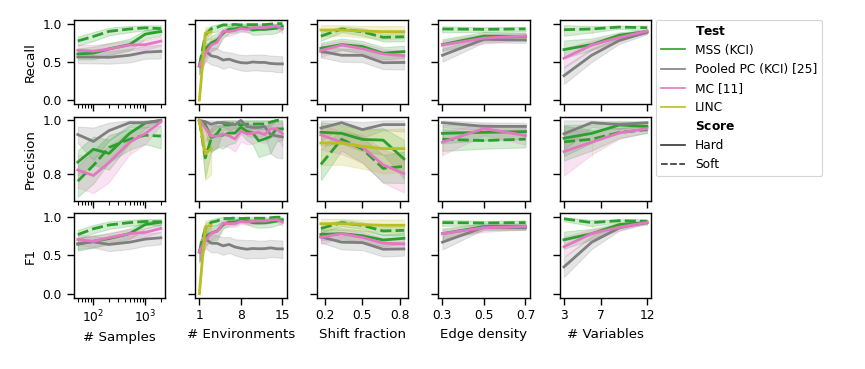 Recall
1.0
0.5
0.0
Precision
1.0
0.8
F1
1.0
0.5
0.0
10² 10³
# Samples
1 8 15
# Environments
0.2 0.5 0.8
Shift fraction
0.3 0.5 0.7
Edge density
3 7 12
# Variables
Test
MSS (KCI)
Pooled PC (KCI) [25]
MC [11]
LINC
Score
Hard
Soft